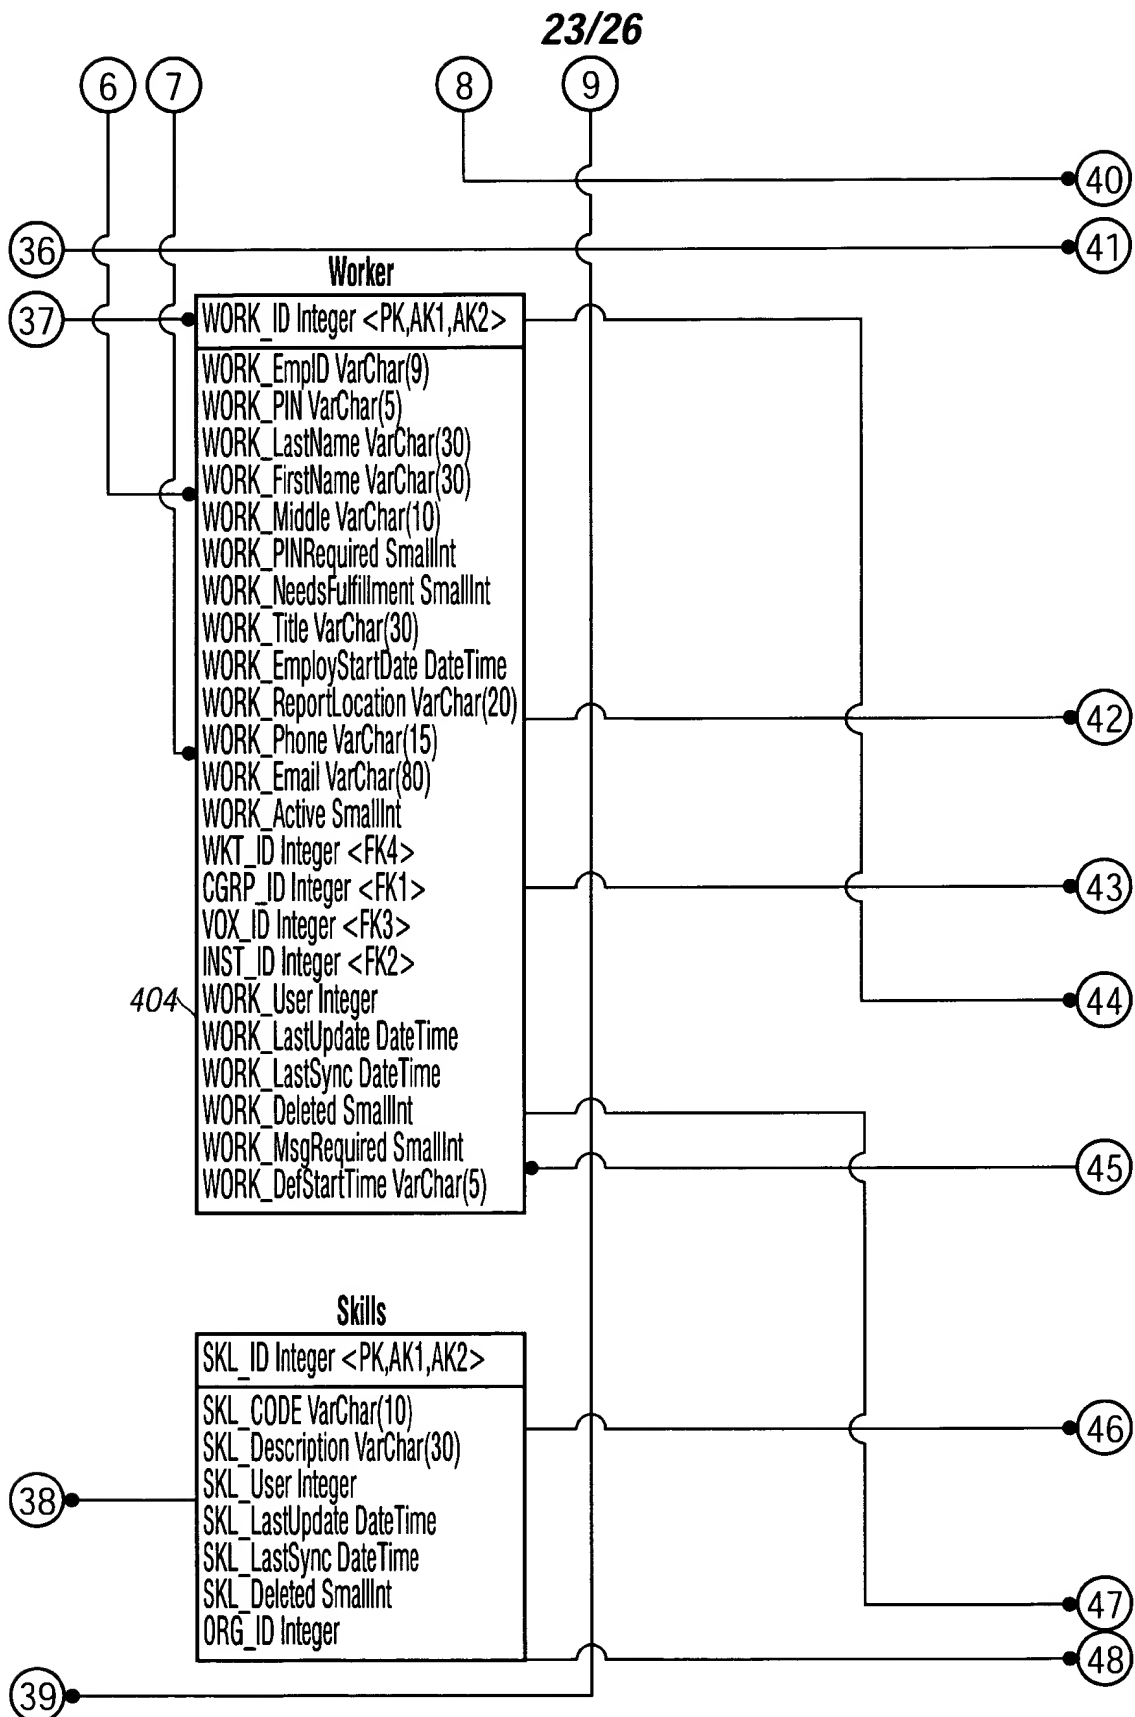 23/26
6
7
8
9
40
36
41
Worker
37
WORK_ID Integer <PK,AK1,AK2>
WORK_EmpID VarChar(9)
WORK_PIN VarChar(5)
WORK_LastName VarChar(30)
WORK_FirstName VarChar(30)
WORK_Middle VarChar(10)
WORK_PINRequired SmallInt
WORK_NeedsFulfillment SmallInt
WORK_Title VarChar(30)
WORK_EmployStartDate DateTime
WORK_ReportLocation VarChar(20)
42
WORK_Phone VarChar(15)
WORK_Email VarChar(80)
WORK_Active SmallInt
WKT_ID Integer <FK4>
CGRP_ID Integer <FK1>
43
VOX_ID Integer <FK3>
INST_ID Integer <FK2>
404
WORK_User Integer
44
WORK_LastUpdate DateTime
WORK_LastSync DateTime
WORK_Deleted SmallInt
WORK_MsgRequired SmallInt
45
WORK_DefStartTime VarChar(5)
Skills
SKL_ID Integer <PK,AK1,AK2>
SKL_CODE VarChar(10)
46
SKL_Description VarChar(30)
SKL_User Integer
38
SKL_LastUpdate DateTime
SKL_LastSync DateTime
SKL_Deleted SmallInt
47
ORG_ID Integer
48
39